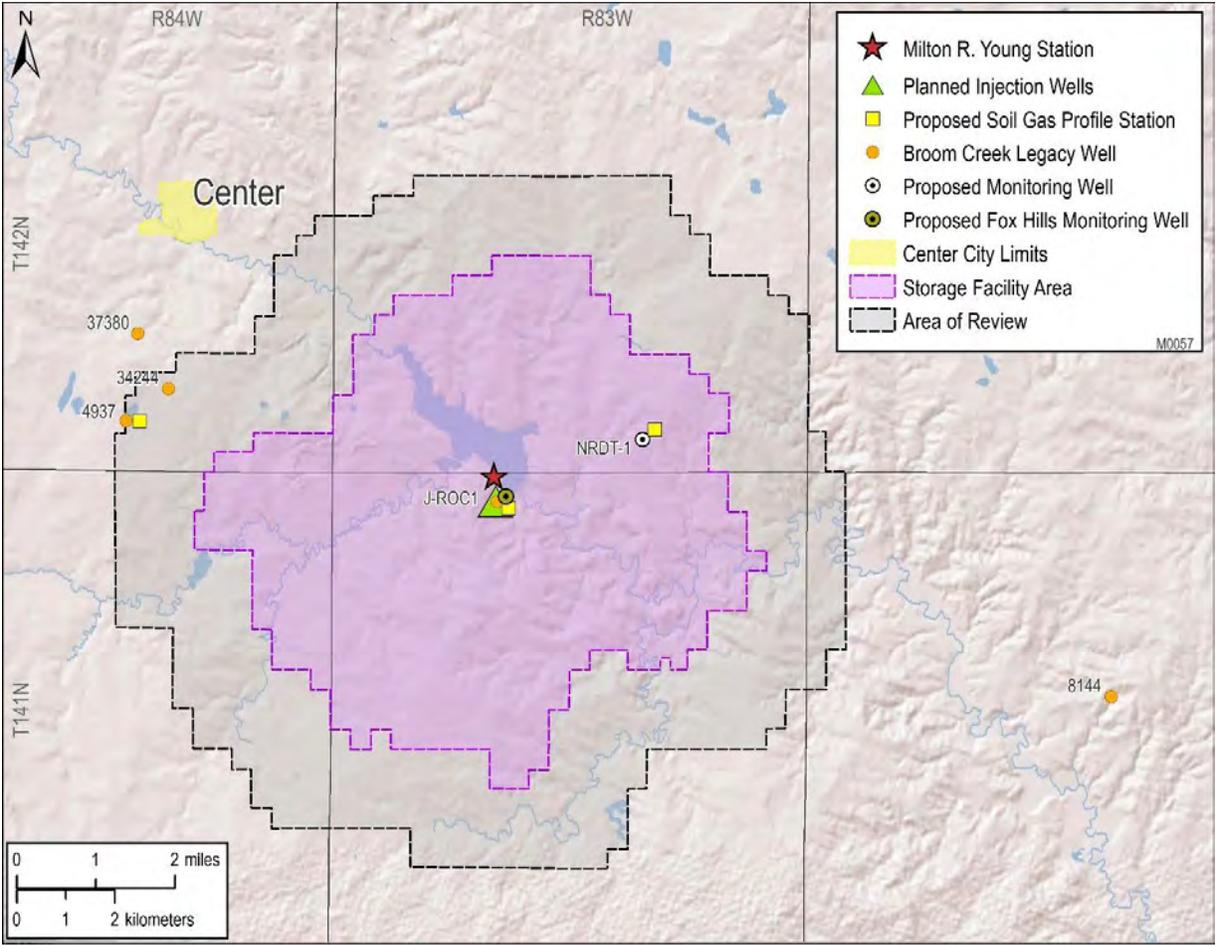 N
R84W
R83W
Milton R. Young Station
Planned Injection Wells
Proposed Soil Gas Profile Station
Broom Creek Legacy Well
Proposed Monitoring Well
Proposed Fox Hills Monitoring Well
Center City Limits
Storage Facility Area
Area of Review
M0057
Center
T142N
37380
34244
4937
NRDT-1
J-ROC1
8144
T141N
0 1 2 miles
0 1 2 kilometers